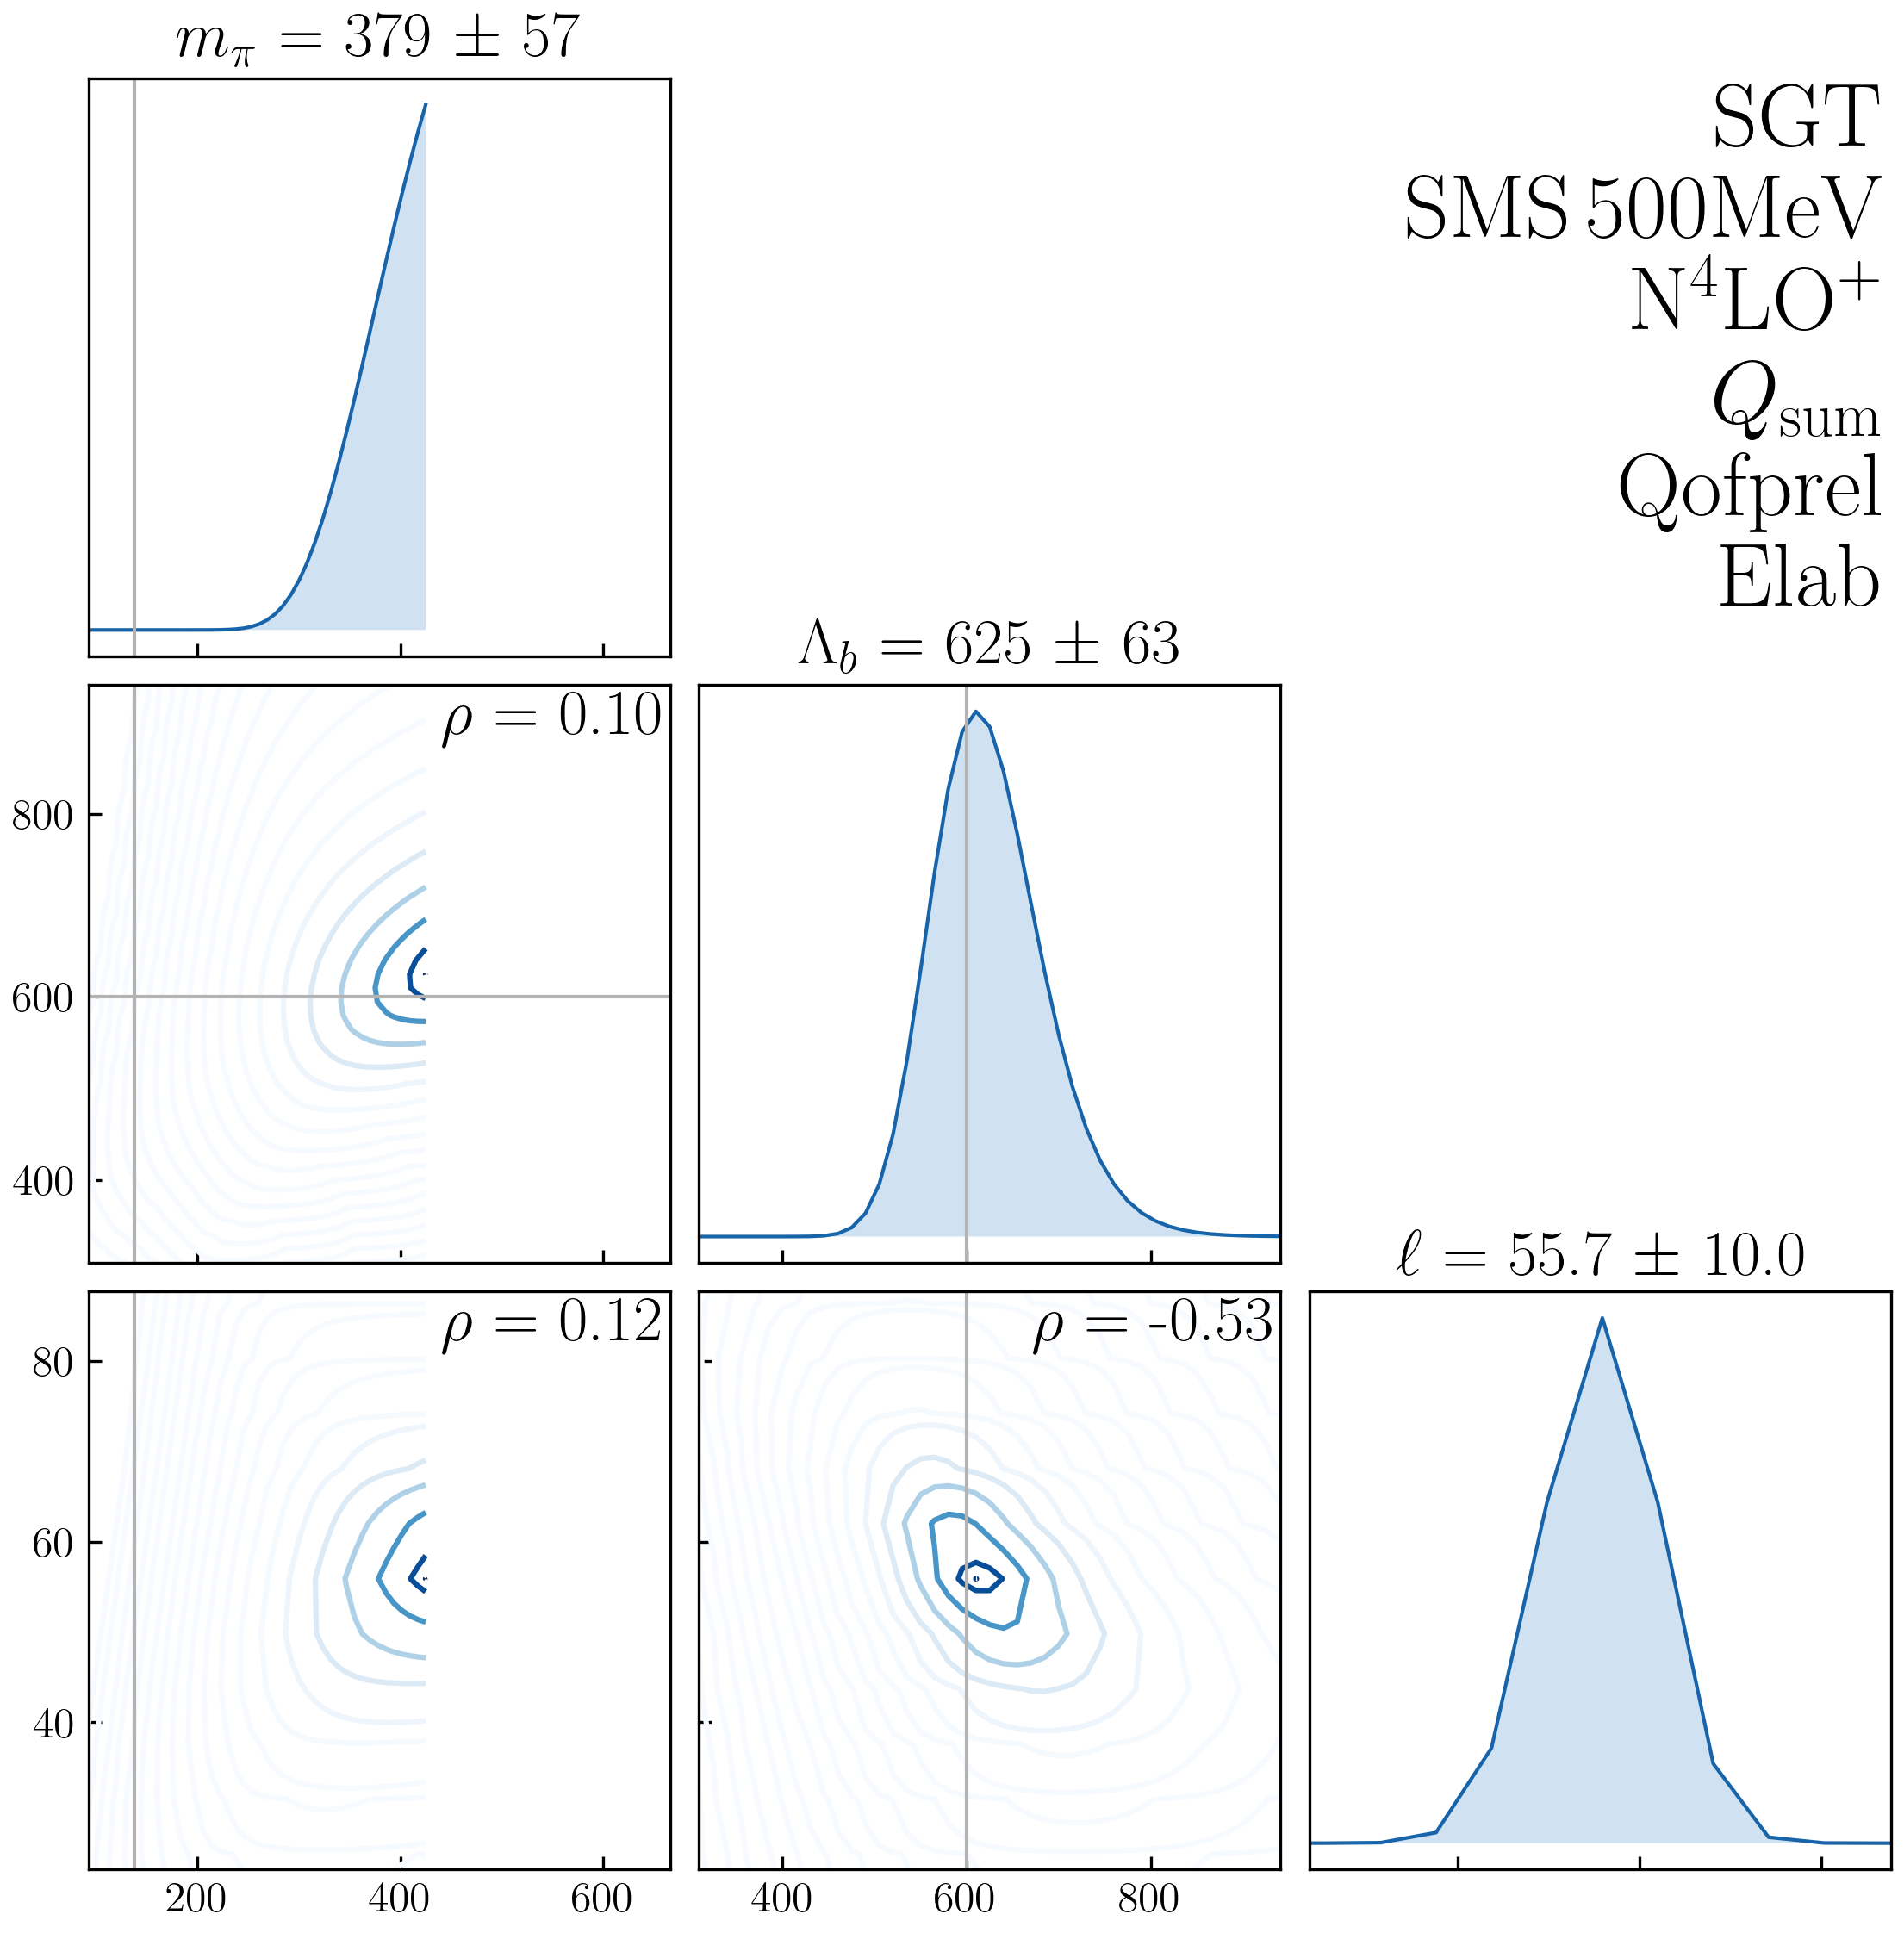 m_π = 379 ± 57
SGT
SMS 500MeV
N⁴LO⁺
Q_sum
Qofprel
Elab
Λ_b = 625 ± 63
ρ = 0.10
800
600
400
ℓ = 55.7 ± 10.0
ρ = 0.12
ρ = -0.53
80
60
40
200 400 600
400 600 800